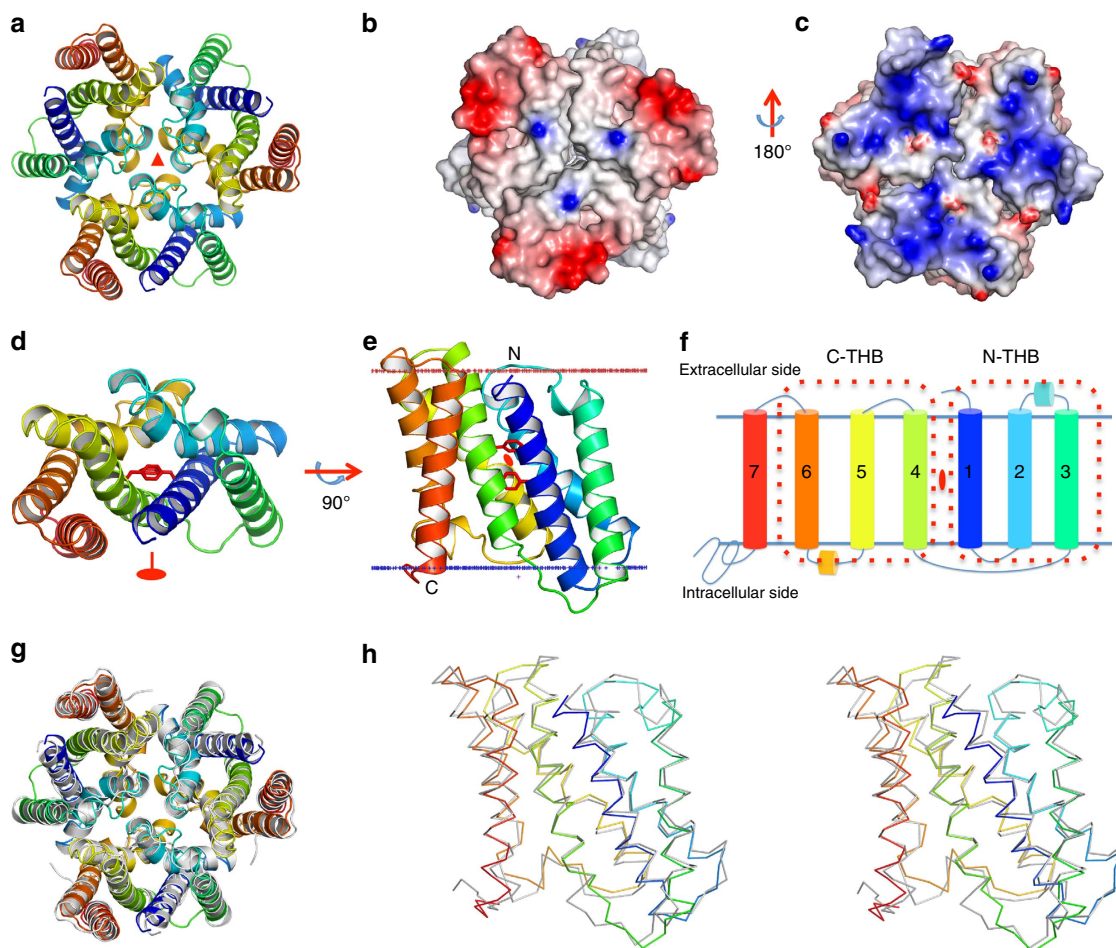 a
b
c
180°
d
e
N
C
90°
f
C-THB
N-THB
Extracellular side
7
6
5
4
1
2
3
Intracellular side
g
h